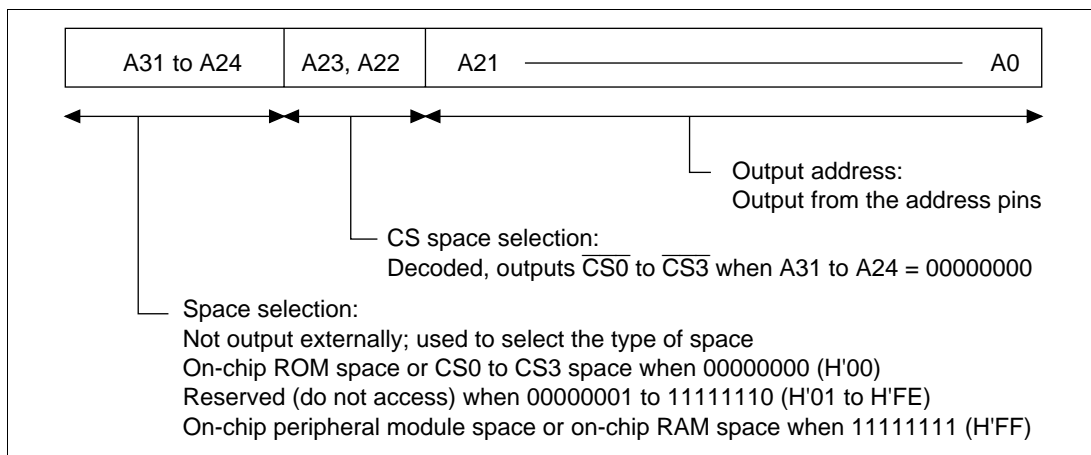 A31 to A24 A23, A22 A21 A0
Output address:
Output from the address pins
CS space selection:
Decoded, outputs C̅S̅0̅ to C̅S̅3̅ when A31 to A24 = 00000000
Space selection:
Not output externally; used to select the type of space
On-chip ROM space or CS0 to CS3 space when 00000000 (H'00)
Reserved (do not access) when 00000001 to 11111110 (H'01 to H'FE)
On-chip peripheral module space or on-chip RAM space when 11111111 (H'FF)